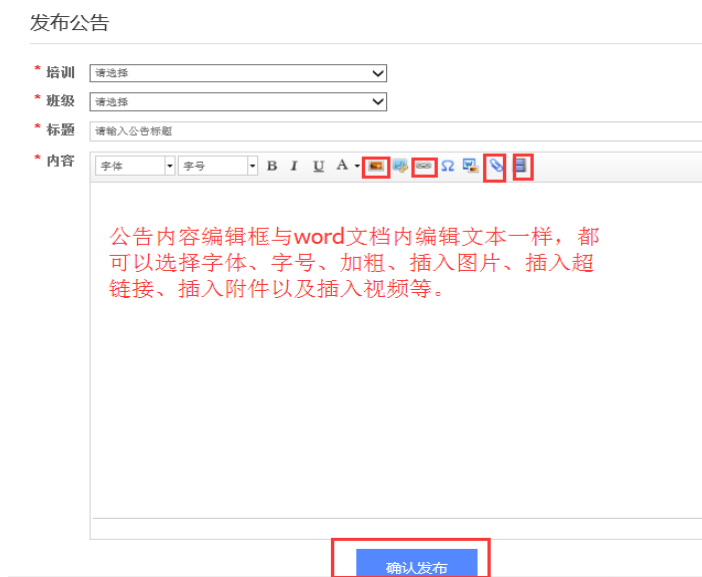 发布公告
* 培训 请选择
* 班级 请选择
* 标题 请输入公告标题
* 内容 字体 字号 B I U A Ω W
公告内容编辑框与word文档内编辑文本一样，都
可以选择字体、字号、加粗、插入图片、插入超
链接、插入附件以及插入视频等。
确认发布